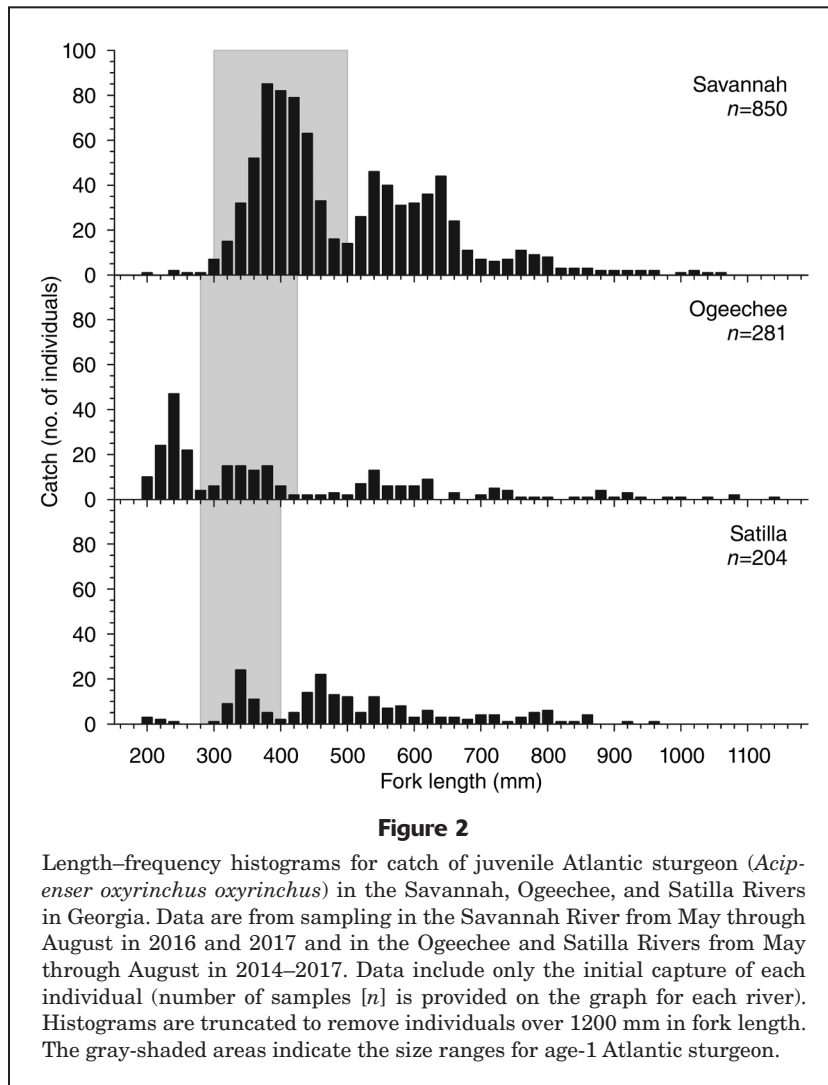 100
80
60
40
20
0
Savannah
n=850
80
60
40
20
0
Ogeechee
n=281
80
60
40
20
0
Satilla
n=204
Catch (no. of individuals)
200 300 400 500 600 700 800 900 1000 1100
Fork length (mm)
Figure 2
Length–frequency histograms for catch of juvenile Atlantic sturgeon (Acip-
enser oxyrinchus oxyrinchus) in the Savannah, Ogeechee, and Satilla Rivers
in Georgia. Data are from sampling in the Savannah River from May through
August in 2016 and 2017 and in the Ogeechee and Satilla Rivers from May
through August in 2014–2017. Data include only the initial capture of each
individual (number of samples [n] is provided on the graph for each river).
Histograms are truncated to remove individuals over 1200 mm in fork length.
The gray-shaded areas indicate the size ranges for age-1 Atlantic sturgeon.